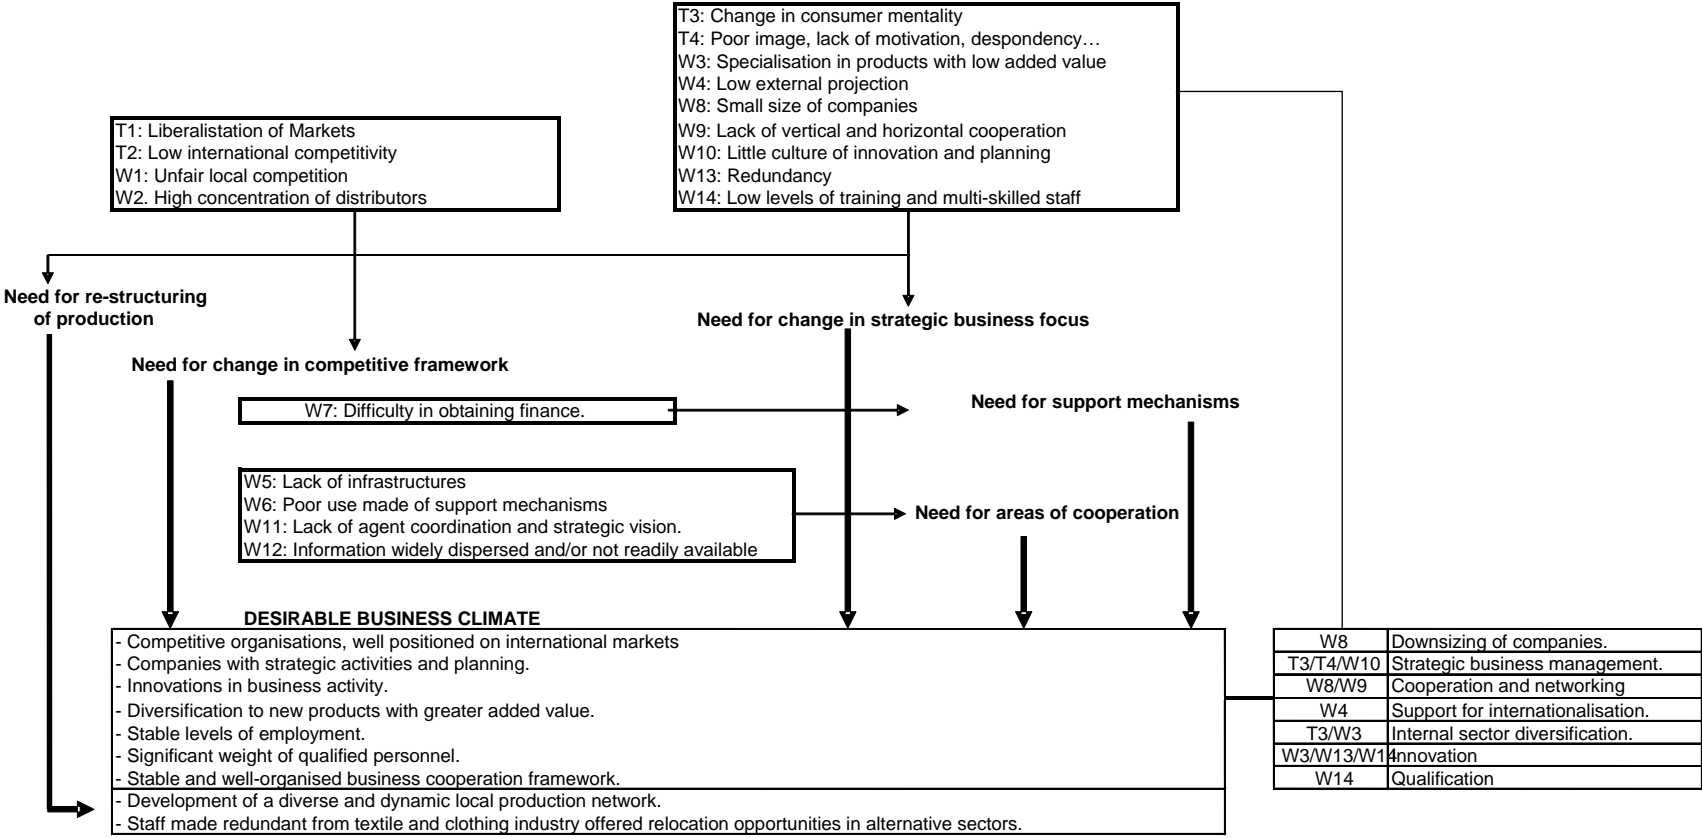 T3: Change in consumer mentality
T4: Poor image, lack of motivation, despondency…
W3: Specialisation in products with low added value
W4: Low external projection
W8: Small size of companies
W9: Lack of vertical and horizontal cooperation
W10: Little culture of innovation and planning
W13: Redundancy
W14: Low levels of training and multi-skilled staff
T1: Liberalistation of Markets
T2: Low international competitivity
W1: Unfair local competition
W2. High concentration of distributors
Need for re-structuring
of production
Need for change in strategic business focus
Need for change in competitive framework
W7: Difficulty in obtaining finance.
Need for support mechanisms
W5: Lack of infrastructures
W6: Poor use made of support mechanisms
W11: Lack of agent coordination and strategic vision.
W12: Information widely dispersed and/or not readily available
Need for areas of cooperation
DESIRABLE BUSINESS CLIMATE
- Competitive organisations, well positioned on international markets
- Companies with strategic activities and planning.
- Innovations in business activity.
- Diversification to new products with greater added value.
- Stable levels of employment.
- Significant weight of qualified personnel.
- Stable and well-organised business cooperation framework.
- Development of a diverse and dynamic local production network.
- Staff made redundant from textile and clothing industry offered relocation opportunities in alternative sectors.
W8 Downsizing of companies.
T3/T4/W10 Strategic business management.
W8/W9 Cooperation and networking
W4 Support for internationalisation.
T3/W3 Internal sector diversification.
W3/W13/W14 Innovation
W14 Qualification